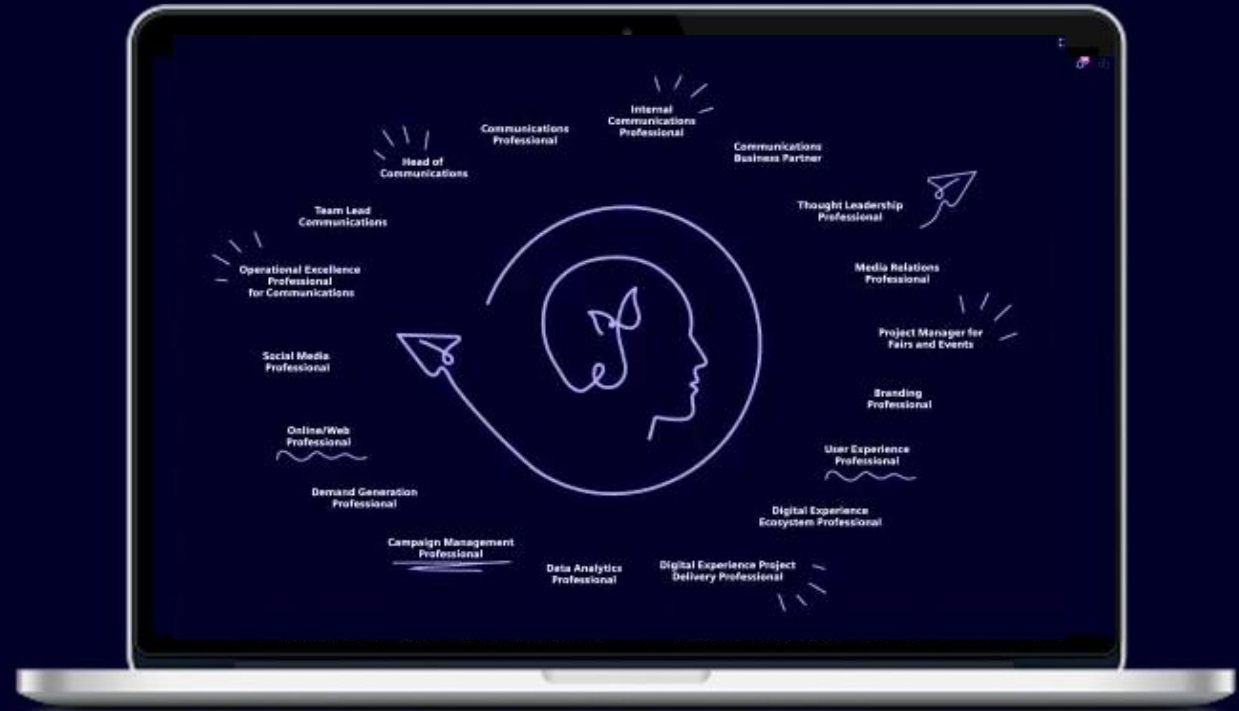 Internal
Communications
Professional
Communications
Professional
Communications
Business Partner
Head of
Communications
Thought Leadership
Professional
Team Lead
Communications
Media Relations
Professional
Operational Excellence
Professional
for Communications
Project Manager for
Fairs and Events
Social Media
Professional
Branding
Professional
Online/Web
Professional
User Experience
Professional
Demand Generation
Professional
Digital Experience
Ecosystem Professional
Campaign Management
Professional
Data Analytics
Professional
Digital Experience Project
Delivery Professional